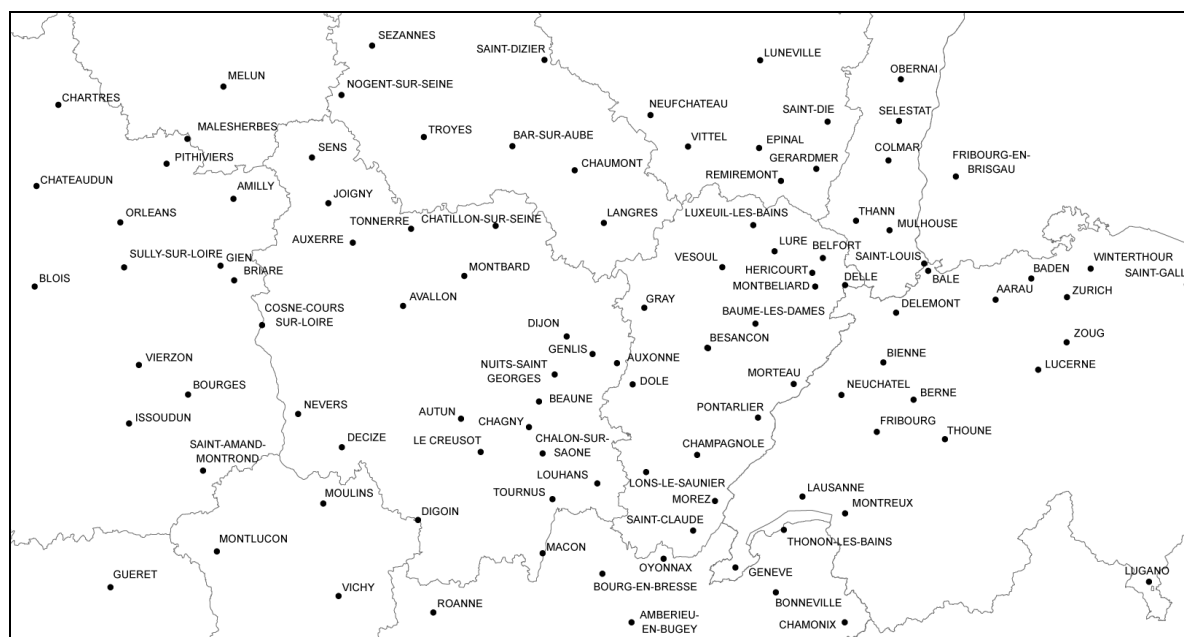 SEZANNES
SAINT-DIZIER
LUNEVILLE
OBERNAI
MELUN
NOGENT-SUR-SEINE
CHARTRES
NEUFCHATEAU
SAINT-DIE
SELESTAT
MALESHERBES
TROYES
BAR-SUR-AUBE
VITTEL
EPINAL
SENS
PITHIVIERS
CHAUMONT
GERARDMER
COLMAR
FRIBOURG-EN-
BRISGAU
REMIREMONT
CHATEAUDUN
AMILLY
JOIGNY
ORLEANS
TONNERRE
CHATILLON-SUR-SEINE
LANGRES
LUXEUIL-LES-BAINS
THANN
MULHOUSE
AUXERRE
SULLY-SUR-LOIRE
GIEN
LURE
BELFORT
SAINT-LOUIS
VESOUL
WINTERTHOUR
BLOIS
BRIARE
MONTBARD
HERICOURT
DELLE
BALE
BADEN
SAINT-GALL
MONTBELIARD
AARAU
ZURICH
AVALLON
GRAY
DELEMONT
COSNE-COURS
SUR-LOIRE
BAUME-LES-DAMES
DIJON
BESANCON
ZOUG
VIERZON
GENLIS
AUXONNE
BIENNE
NUITS-SAINT
GEORGES
LUCERNE
BOURGES
DOLE
MORTEAU
NEUCHATEL
BERNE
BEAUNE
NEVERS
AUTUN
CHAGNY
PONTARLIER
FRIBOURG
ISSOUDUN
THOUNE
DECIZE
LE CREUSOT
CHALON-SUR-
SAONE
CHAMPAGNOLE
SAINT-AMAND-
MONTROND
LOUHANS
LONS-LE-SAUNIER
MOULINS
TOURNUS
MOREZ
LAUSANNE
MONTREUX
DIGOIN
SAINT-CLAUDE
THONON-LES-BAINS
MONTLUCON
MACON
OYONNAX
GENEVE
LUGANO
GUERET
VICHY
BOURG-EN-BRESSE
BONNEVILLE
ROANNE
AMBERIEU-
EN-BUGEY
CHAMONIX